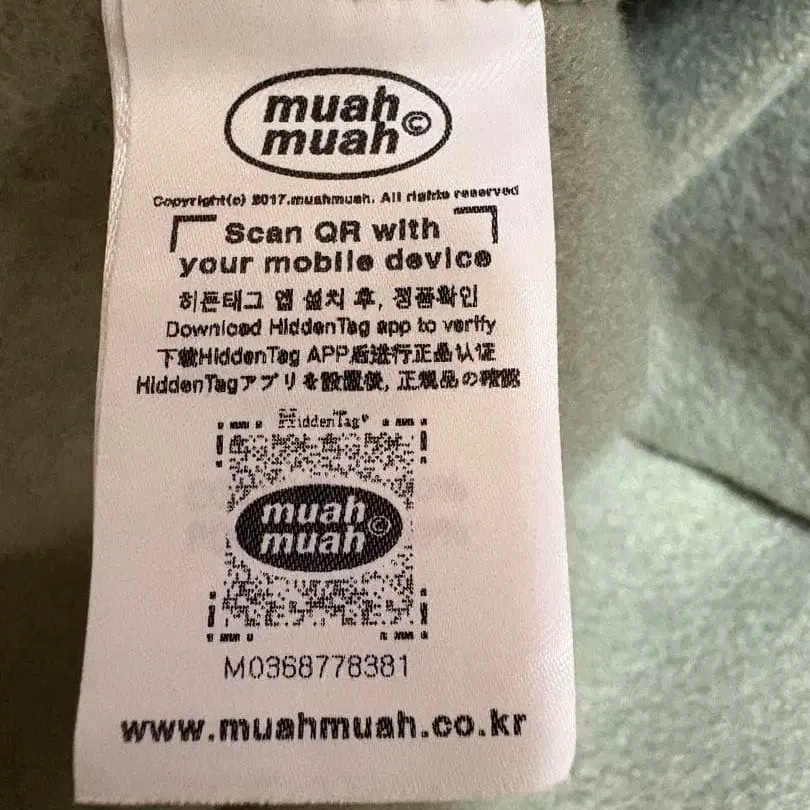 muah
muah©
Copyright(c) 2017.muahmuah. All rights reserved
Scan QR with
your mobile device
히든태그 앱 설치 후, 정품확인
Download HiddenTag app to verify
下载HiddenTag APP后进行正品认证
HiddenTagアプリを設置後, 正規品の確認
HiddenTag®
muah
muah©
M0368778381
www.muahmuah.co.kr